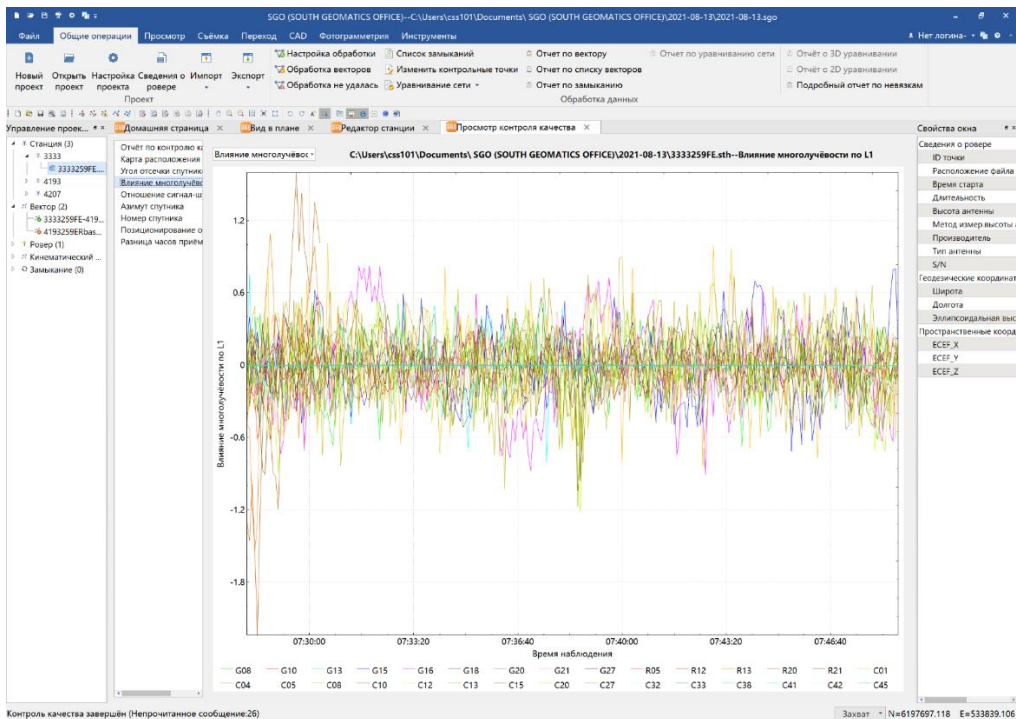 SGO (SOUTH GEOMATICS OFFICE)--C:\Users\css101\Documents\ SGO (SOUTH GEOMATICS OFFICE)\2021-08-13\2021-08-13.sgo
Файл Общие операции Просмотр Съёмка Переход CAD Фотограмметрия Инструменты Нет логина-
Новый проект Открыть проект Настройка проекта Сведения о ровере Импорт Экспорт
Настройка обработки Список замыканий Отчет по вектору Отчет по уравниванию сети Отчёт о 3D уравнивании
Обработка векторов Изменить контрольные точки Отчет по списку векторов Отчёт о 2D уравнивании
Обработка не удалась Уравнивание сети Отчет по замыканию Подробный отчет по невязкам
Проект Обработка данных
Управление проек... Домашняя страница Вид в плане Редактор станции Просмотр контроля качества Свойства окна
Станция (3)
3333
3333259FE....
4193
4207
Вектор (2)
3333259FE-419...
4193259ERbas...
Ровер (1)
Кинематический ...
Замыкание (0)
Отчёт по контролю ка
Карта расположения
Угол отсечки спутник
Влияние многолучёво
Отношение сигнал-ш
Азимут спутника
Номер спутника
Позиционирование о
Разница часов приём
Влияние многолучёвос
C:\Users\css101\Documents\ SGO (SOUTH GEOMATICS OFFICE)\2021-08-13\3333259FE.sth--Влияние многолучёвости по L1
Влияние многолучёвости по L1
1.2
0.6
0
-0.6
-1.2
-1.8
07:30:00 07:33:20 07:36:40 07:40:00 07:43:20 07:46:40
Время наблюдения
G08 G10 G13 G15 G16 G18 G20 G21 G27 R05 R12 R13 R20 R21 C01
C04 C05 C08 C10 C12 C13 C15 C20 C27 C32 C33 C38 C41 C42 C45
Сведения о ровере
ID точки
Расположение файла
Время старта
Длительность
Высота антенны
Метод измер.высоты
Производитель
Тип антенны
S/N
Геодезические координат
Широта
Долгота
Эллипсоидальная выс
Пространственные коорд
ECEF_X
ECEF_Y
ECEF_Z
Контроль качества завершён (Непрочитанное сообщение:26) Захват N=6197697.118 E=533839.106